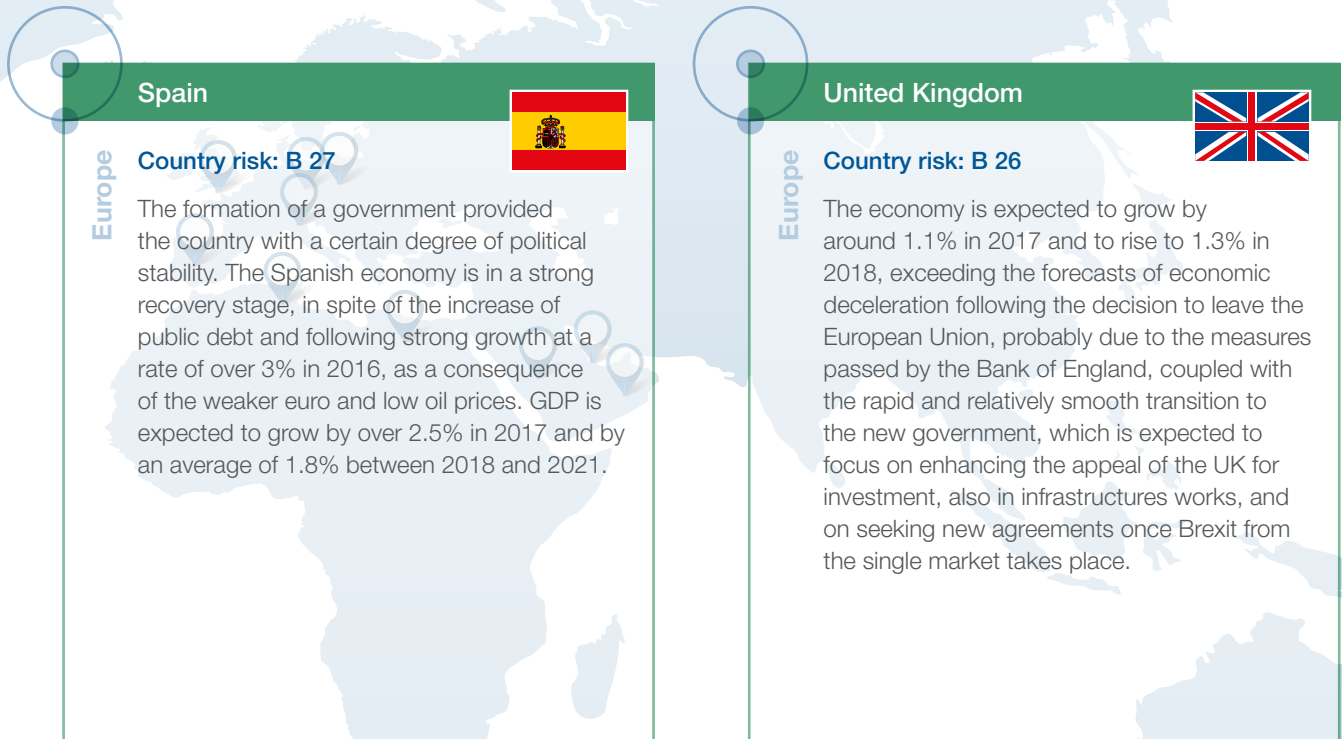 Spain
Europe
Country risk: B 27
The formation of a government provided
the country with a certain degree of political
stability. The Spanish economy is in a strong
recovery stage, in spite of the increase of
public debt and following strong growth at a
rate of over 3% in 2016, as a consequence
of the weaker euro and low oil prices. GDP is
expected to grow by over 2.5% in 2017 and by
an average of 1.8% between 2018 and 2021.
United Kingdom
Europe
Country risk: B 26
The economy is expected to grow by
around 1.1% in 2017 and to rise to 1.3% in
2018, exceeding the forecasts of economic
deceleration following the decision to leave the
European Union, probably due to the measures
passed by the Bank of England, coupled with
the rapid and relatively smooth transition to
the new government, which is expected to
focus on enhancing the appeal of the UK for
investment, also in infrastructures works, and
on seeking new agreements once Brexit from
the single market takes place.